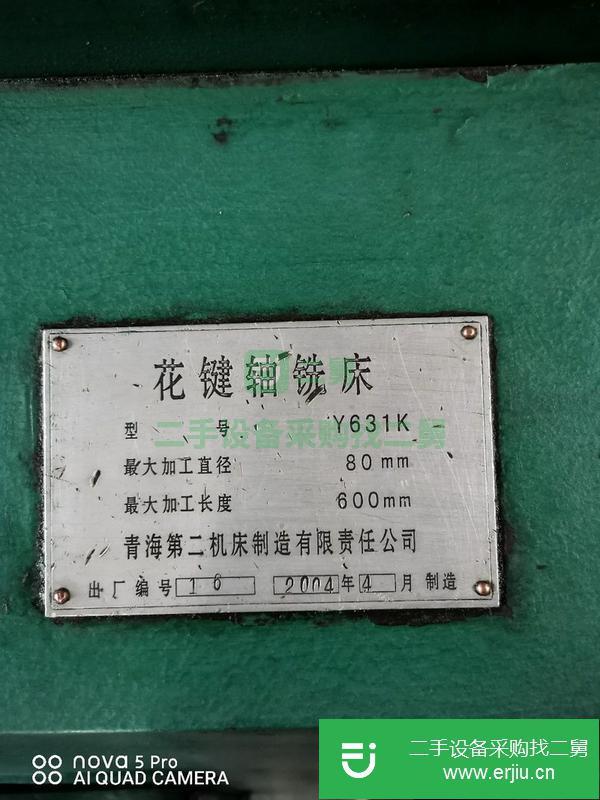 花键轴铣床
型号 Y631K
二手设备采购找二舅
最大加工直径 80mm
最大加工长度 600mm
青海第二机床制造有限责任公司
出厂编号 16 2004年4月制造
nova 5 Pro
AI QUAD CAMERA
二手设备采购找二舅
www.erjiu.cn